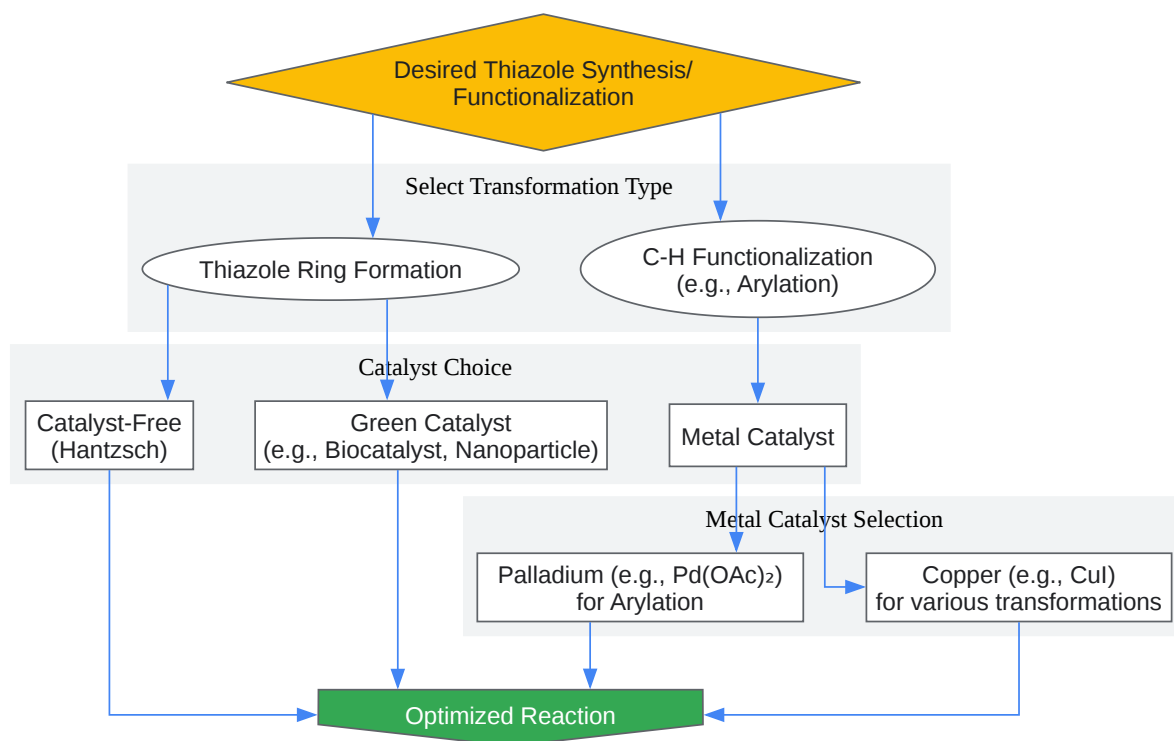 Desired Thiazole Synthesis/
Functionalization
Select Transformation Type
Thiazole Ring Formation
C-H Functionalization
(e.g., Arylation)
Catalyst Choice
Catalyst-Free
(Hantzsch)
Green Catalyst
(e.g., Biocatalyst, Nanoparticle)
Metal Catalyst
Metal Catalyst Selection
Palladium (e.g., Pd(OAc)₂)
for Arylation
Copper (e.g., CuI)
for various transformations
Optimized Reaction